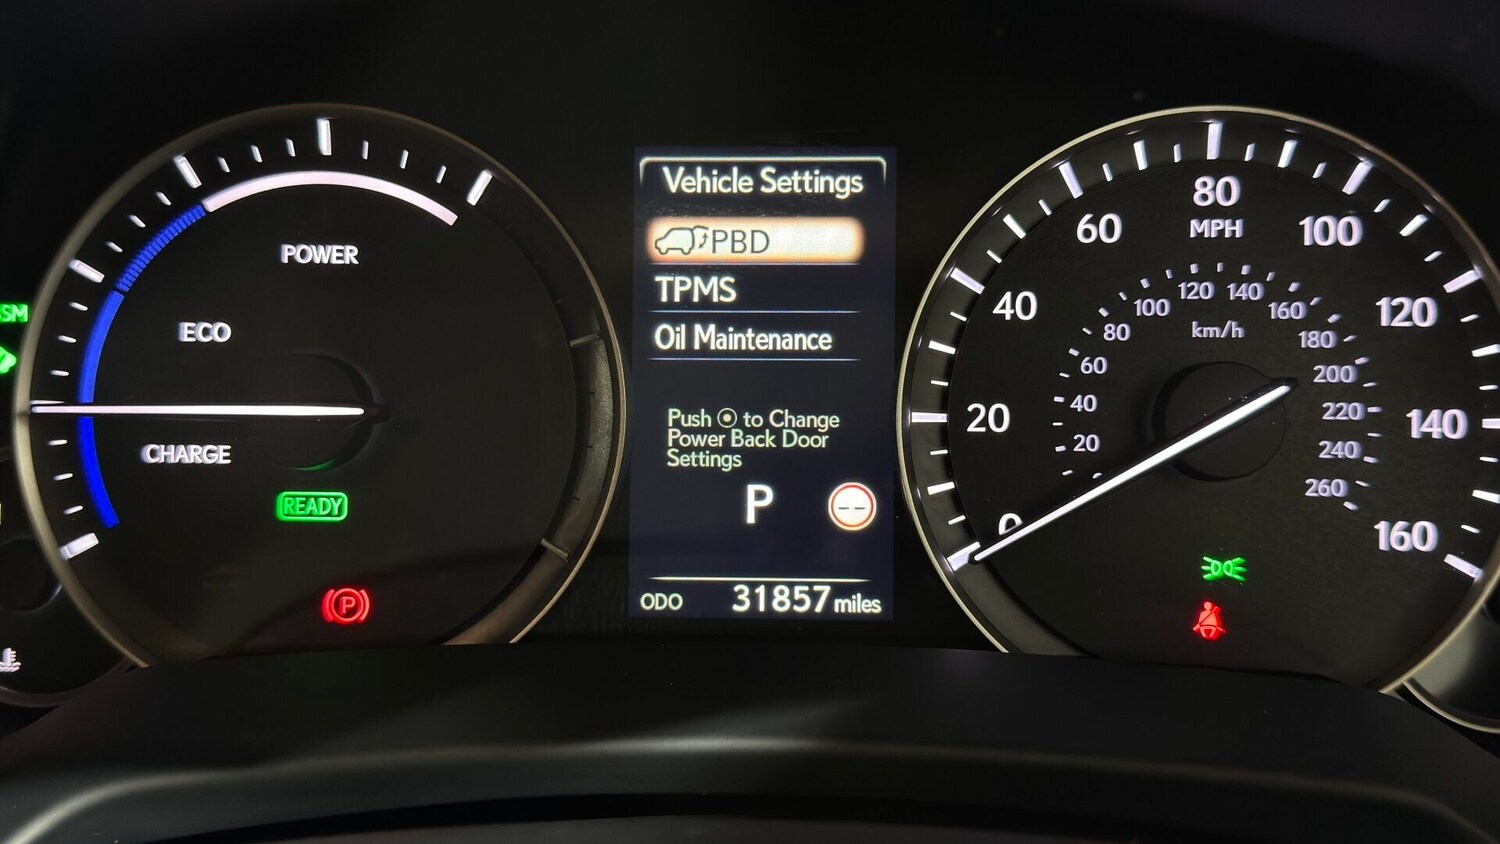 POWER
ECO
CHARGE
READY
P
Vehicle Settings
PBD
TPMS
Oil Maintenance
Push to Change
Power Back Door
Settings
P
--
ODO 31857 miles
0
20
40
60
80
100
120
140
160
MPH
20
40
60
80
100
120
140
160
180
200
220
240
260
km/h